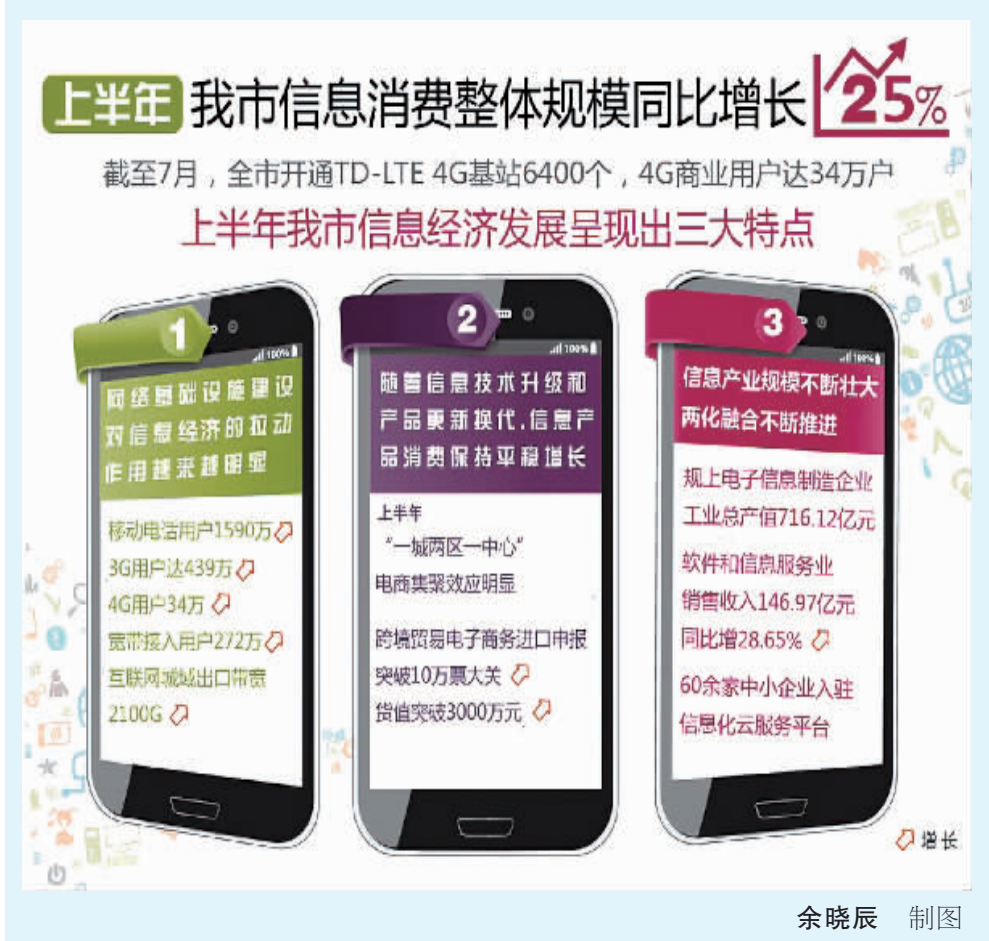 上半年 我市信息消费整体规模同比增长 25%
截至7月，全市开通TD-LTE 4G基站6400个，4G商业用户达34万户
上半年我市信息经济发展呈现出三大特点
1
100%
网络基础设施建设
对信息经济的拉动
作用越来越明显
移动电话用户1590万
3G用户达439万
4G用户34万
宽带接入用户272万
互联网城域出口带宽
2100G
2
100%
随着信息技术升级和
产品更新换代,信息产
品消费保持平稳增长
上半年
“一城两区一中心”
电商集聚效应明显
跨境贸易电子商务进口申报
突破10万票大关
货值突破3000万元
3
100%
信息产业规模不断壮大
两化融合不断推进
规上电子信息制造企业
工业总产值716.12亿元
软件和信息服务业
销售收入146.97亿元
同比增28.65%
60余家中小企业入驻
信息化云服务平台
增长
余晓辰 制图